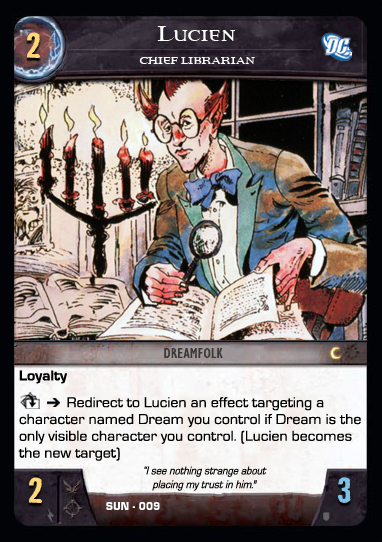 2
LUCIEN
DC
CHIEF LIBRARIAN
DREAMFOLK
C
Loyalty
➔ Redirect to Lucien an effect targeting a
character named Dream you control if Dream is the
only visible character you control. (Lucien becomes
the new target)
"I see nothing strange about
placing my trust in him."
2
SUN · 009
3